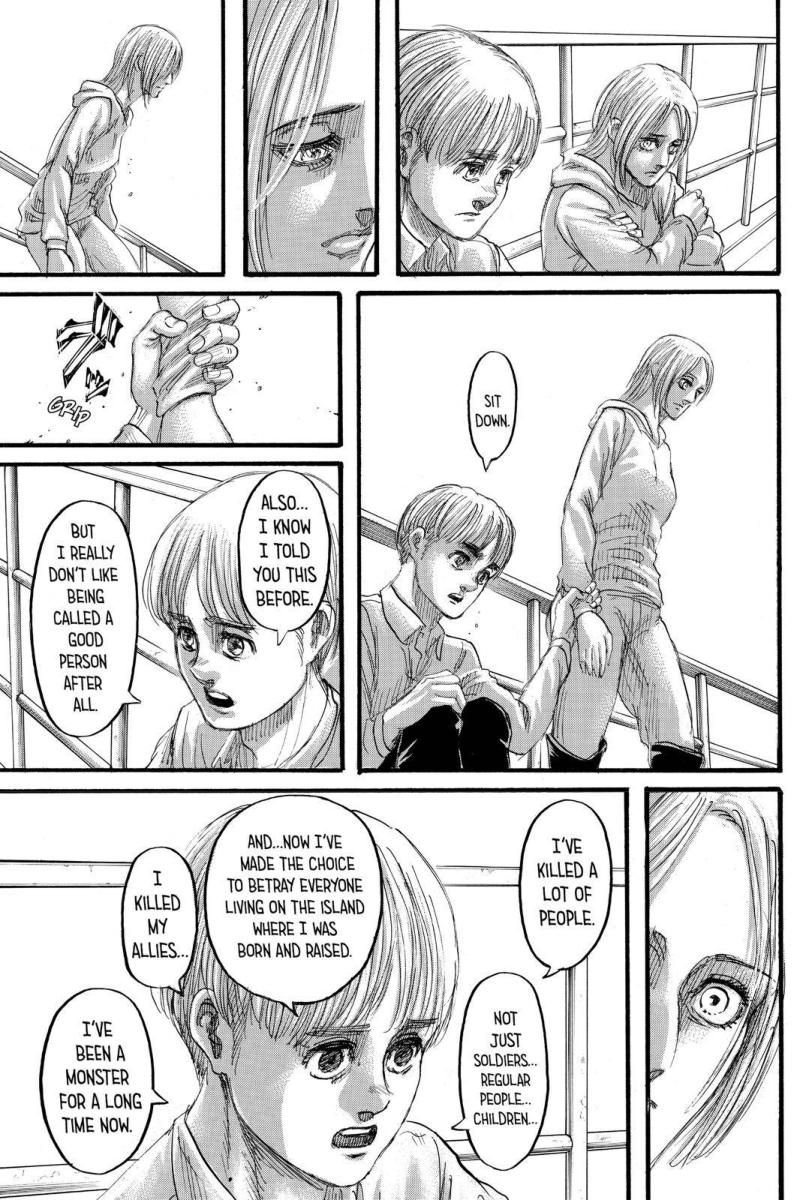 SIT
DOWN.
GRIP
ALSO...
I KNOW
I TOLD
YOU THIS
BEFORE.
BUT
I REALLY
DON'T LIKE
BEING
CALLED A
GOOD
PERSON
AFTER
ALL.
I'VE
KILLED A
LOT OF
PEOPLE.
NOT
JUST
SOLDIERS...
REGULAR
PEOPLE...
CHILDREN...
AND...NOW I'VE
MADE THE CHOICE
TO BETRAY EVERYONE
LIVING ON THE ISLAND
WHERE I WAS
BORN AND RAISED.
I
KILLED
MY
ALLIES...
I'VE
BEEN A
MONSTER
FOR A LONG
TIME NOW.